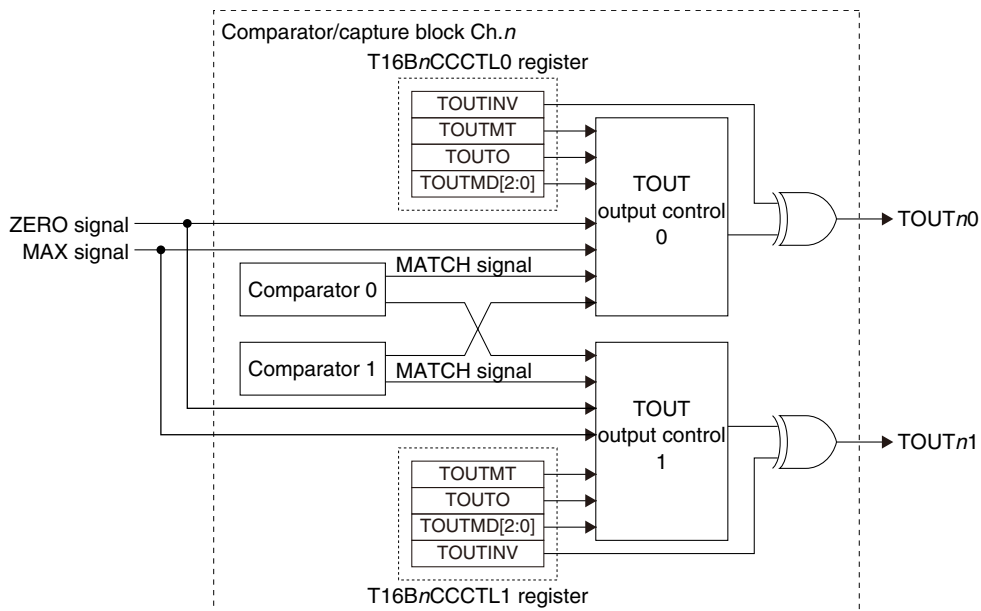 Comparator/capture block Ch.n
T16BnCCCTL0 register
TOUTINV
TOUTMT
TOUTO
TOUTMD[2:0]
TOUT
output control
0
TOUTn0
ZERO signal
MAX signal
MATCH signal
Comparator 0
Comparator 1
MATCH signal
TOUT
output control
1
TOUTn1
TOUTMT
TOUTO
TOUTMD[2:0]
TOUTINV
T16BnCCCTL1 register